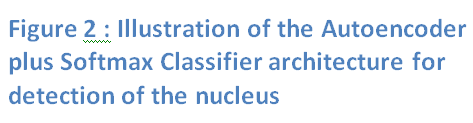 Figure 2 : Illustration of the Autoencoder
plus Softmax Classifier architecture for
detection of the nucleus